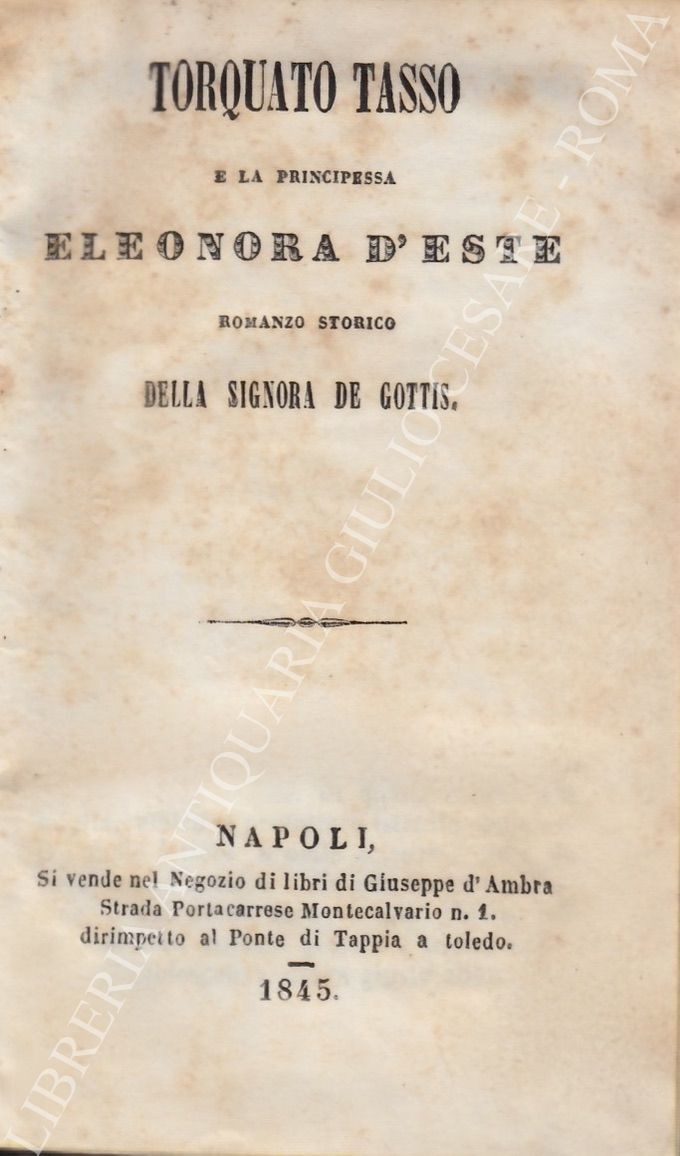 TORQUATO TASSO
E LA PRINCIPESSA
ELEONORA D'ESTE
ROMANZO STORICO
DELLA SIGNORA DE GOTTIS.
NAPOLI,
Si vende nel Negozio di libri di Giuseppe d'Ambra
Strada Portacarrese Montecalvario n. 1.
dirimpetto al Ponte di Tappia a toledo.
1845.
LIBRERIA ANTIQUARIA GIULIO CESARE - ROMA